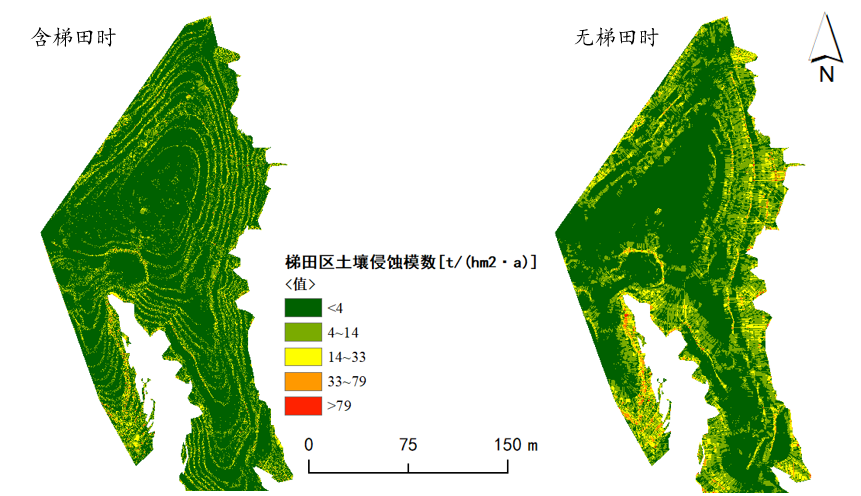 含梯田时
无梯田时
N
梯田区土壤侵蚀模数[t/(hm2·a)]
<值>
<4
4~14
14~33
33~79
>79
0 75 150 m